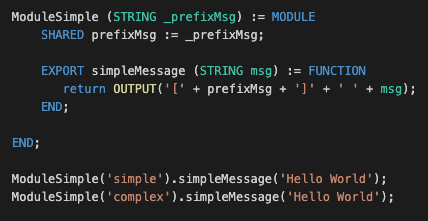 ModuleSimple (STRING _prefixMsg) := MODULE
    SHARED prefixMsg := _prefixMsg;

    EXPORT simpleMessage (STRING msg) := FUNCTION
       return OUTPUT('[' + prefixMsg + ']' + ' ' + msg);
    END;

END;

ModuleSimple('simple').simpleMessage('Hello World');
ModuleSimple('complex').simpleMessage('Hello World');